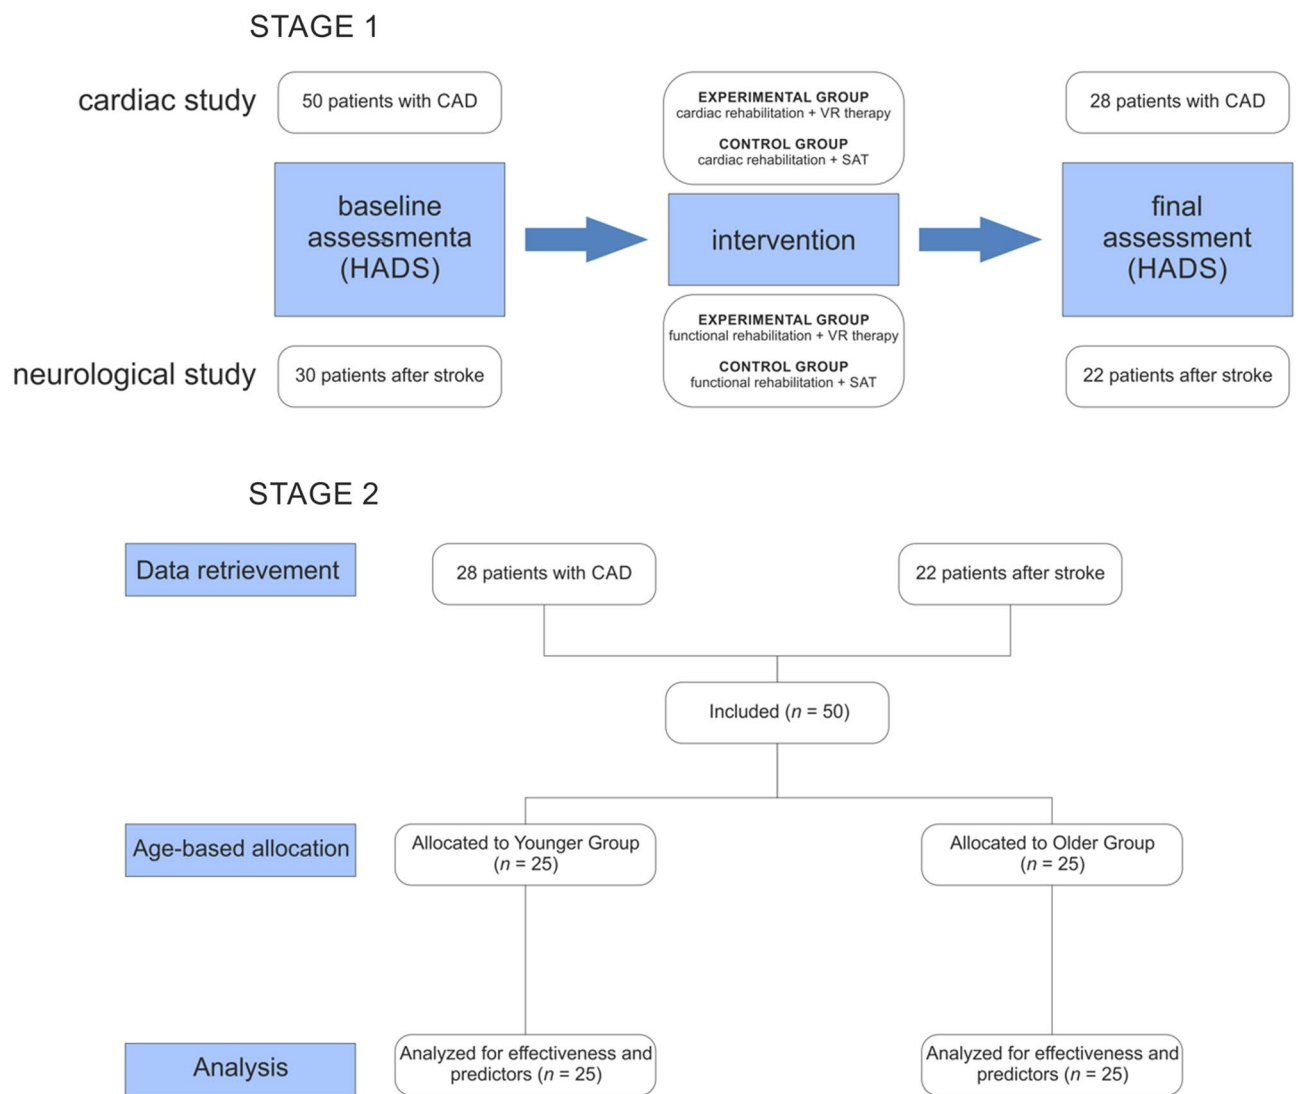 STAGE 1
cardiac study
50 patients with CAD
EXPERIMENTAL GROUP
cardiac rehabilitation + VR therapy
CONTROL GROUP
cardiac rehabilitation + SAT
28 patients with CAD
baseline
assessmenta
(HADS)
intervention
final
assessment
(HADS)
neurological study
30 patients after stroke
EXPERIMENTAL GROUP
functional rehabilitation + VR therapy
CONTROL GROUP
functional rehabilitation + SAT
22 patients after stroke
STAGE 2
Data retrievement
28 patients with CAD
22 patients after stroke
Included (n = 50)
Age-based allocation
Allocated to Younger Group
(n = 25)
Allocated to Older Group
(n = 25)
Analysis
Analyzed for effectiveness and
predictors (n = 25)
Analyzed for effectiveness and
predictors (n = 25)